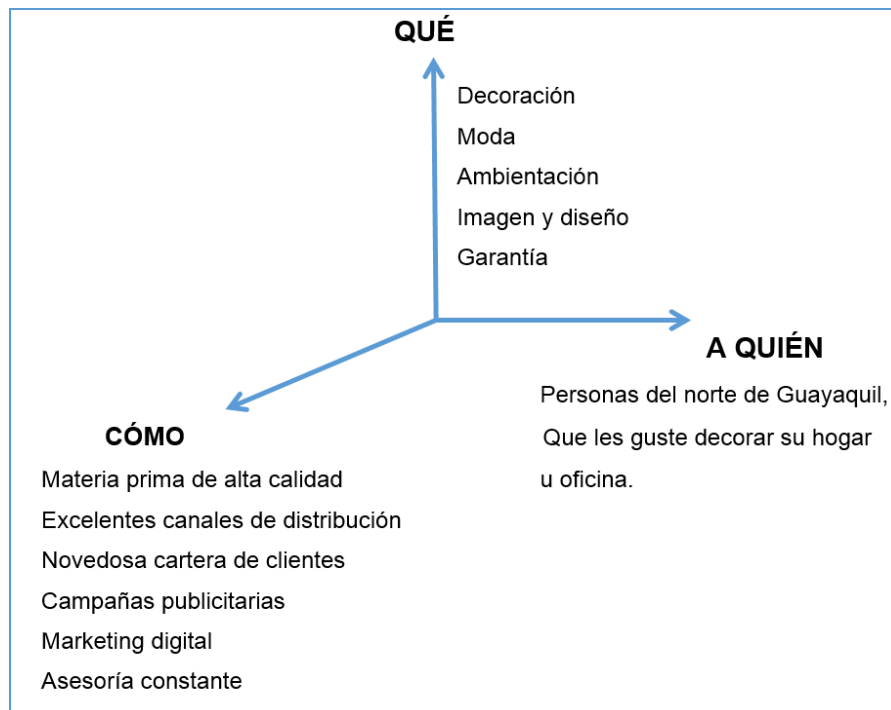 QUÉ
Decoración
Moda
Ambientación
Imagen y diseño
Garantía
A QUIÉN
Personas del norte de Guayaquil,
Que les guste decorar su hogar
u oficina.
CÓMO
Materia prima de alta calidad
Excelentes canales de distribución
Novedosa cartera de clientes
Campañas publicitarias
Marketing digital
Asesoría constante